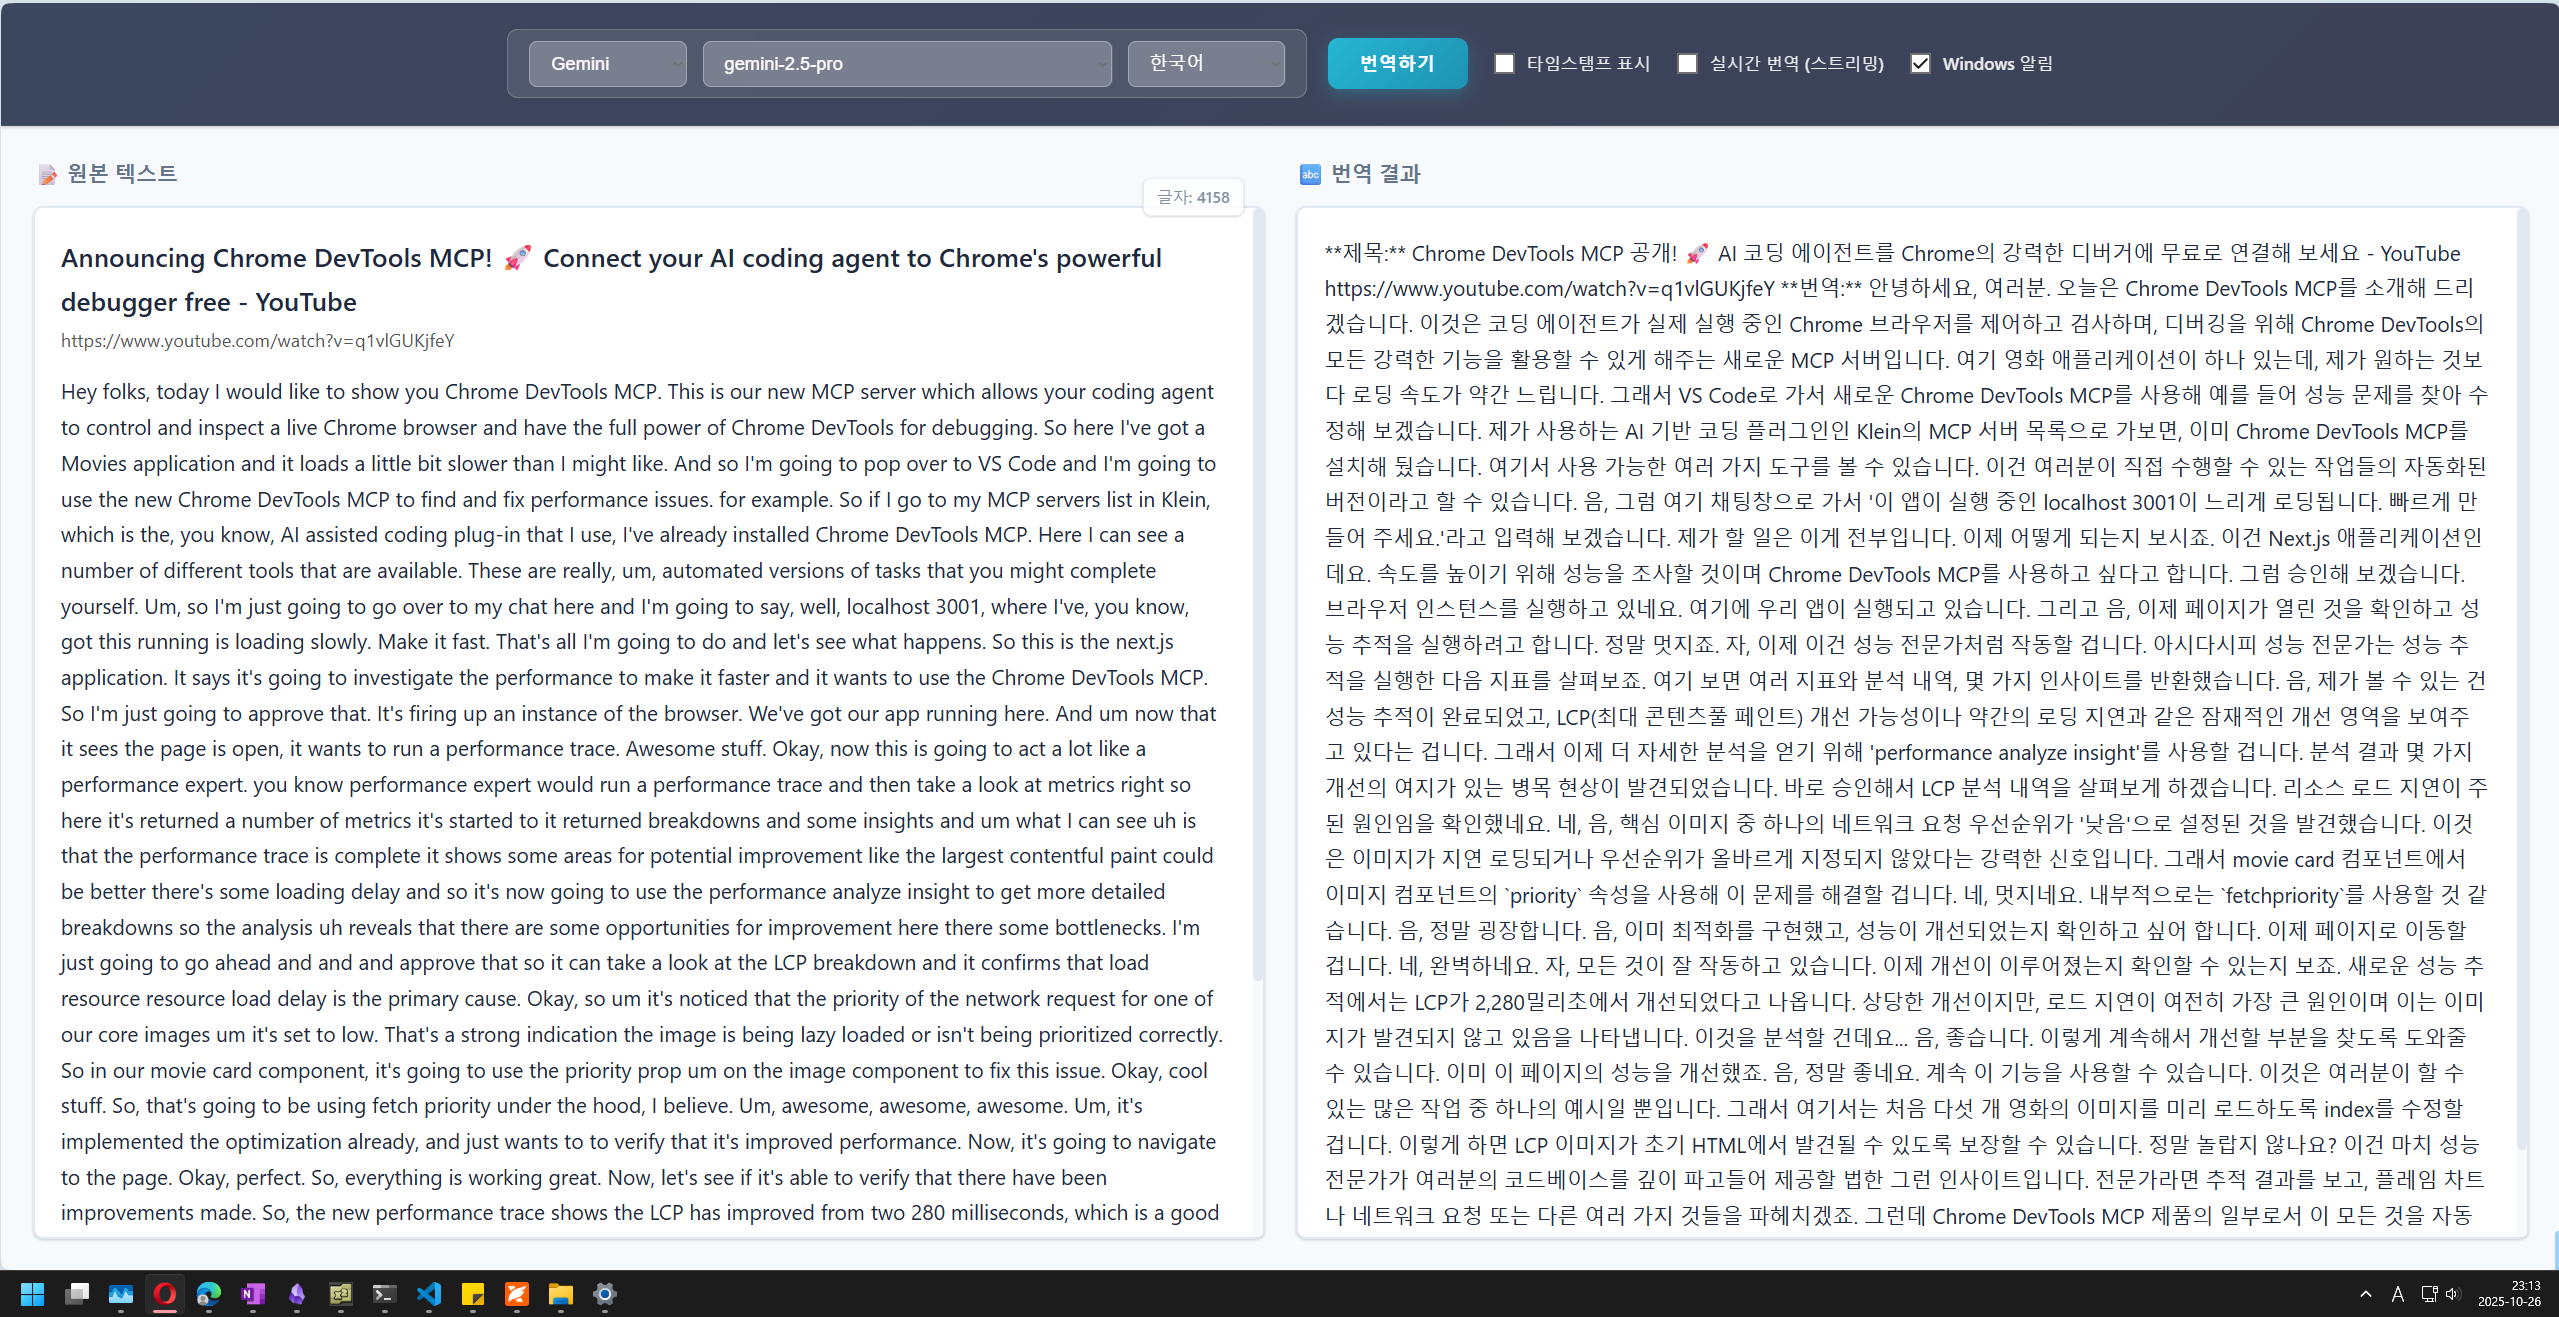 Gemini
gemini-2.5-pro
한국어
번역하기
타임스탬프 표시
실시간 번역 (스트리밍)
Windows 알림
원본 텍스트
글자: 4158
Announcing Chrome DevTools MCP! 🚀 Connect your AI coding agent to Chrome's powerful
debugger free - YouTube
https://www.youtube.com/watch?v=q1vlGUKjfeY
Hey folks, today I would like to show you Chrome DevTools MCP. This is our new MCP server which allows your coding agent
to control and inspect a live Chrome browser and have the full power of Chrome DevTools for debugging. So here I've got a
Movies application and it loads a little bit slower than I might like. And so I'm going to pop over to VS Code and I'm going to
use the new Chrome DevTools MCP to find and fix performance issues. for example. So if I go to my MCP servers list in Klein,
which is the, you know, AI assisted coding plug-in that I use, I've already installed Chrome DevTools MCP. Here I can see a
number of different tools that are available. These are really, um, automated versions of tasks that you might complete
yourself. Um, so I'm just going to go over to my chat here and I'm going to say, well, localhost 3001, where I've, you know,
got this running is loading slowly. Make it fast. That's all I'm going to do and let's see what happens. So this is the next.js
application. It says it's going to investigate the performance to make it faster and it wants to use the Chrome DevTools MCP.
So I'm just going to approve that. It's firing up an instance of the browser. We've got our app running here. And um now that
it sees the page is open, it wants to run a performance trace. Awesome stuff. Okay, now this is going to act a lot like a
performance expert. you know performance expert would run a performance trace and then take a look at metrics right so
here it's returned a number of metrics it's started to it returned breakdowns and some insights and um what I can see uh is
that the performance trace is complete it shows some areas for potential improvement like the largest contentful paint could
be better there's some loading delay and so it's now going to use the performance analyze insight to get more detailed
breakdowns so the analysis uh reveals that there are some opportunities for improvement here there some bottlenecks. I'm
just going to go ahead and and and approve that so it can take a look at the LCP breakdown and it confirms that load
resource resource load delay is the primary cause. Okay, so um it's noticed that the priority of the network request for one of
our core images um it's set to low. That's a strong indication the image is being lazy loaded or isn't being prioritized correctly.
So in our movie card component, it's going to use the priority prop um on the image component to fix this issue. Okay, cool
stuff. So, that's going to be using fetch priority under the hood, I believe. Um, awesome, awesome, awesome. Um, it's
implemented the optimization already, and just wants to to verify that it's improved performance. Now, it's going to navigate
to the page. Okay, perfect. So, everything is working great. Now, let's see if it's able to verify that there have been
improvements made. So, the new performance trace shows the LCP has improved from two 280 milliseconds, which is a good
번역 결과
**제목:** Chrome DevTools MCP 공개! 🚀 AI 코딩 에이전트를 Chrome의 강력한 디버거에 무료로 연결해 보세요 - YouTube
https://www.youtube.com/watch?v=q1vlGUKjfeY **번역:** 안녕하세요, 여러분. 오늘은 Chrome DevTools MCP를 소개해 드리
겠습니다. 이것은 코딩 에이전트가 실제 실행 중인 Chrome 브라우저를 제어하고 검사하며, 디버깅을 위해 Chrome DevTools의
모든 강력한 기능을 활용할 수 있게 해주는 새로운 MCP 서버입니다. 여기 영화 애플리케이션이 하나 있는데, 제가 원하는 것보
다 로딩 속도가 약간 느립니다. 그래서 VS Code로 가서 새로운 Chrome DevTools MCP를 사용해 예를 들어 성능 문제를 찾아 수
정해 보겠습니다. 제가 사용하는 AI 기반 코딩 플러그인인 Klein의 MCP 서버 목록으로 가보면, 이미 Chrome DevTools MCP를
설치해 뒀습니다. 여기서 사용 가능한 여러 가지 도구를 볼 수 있습니다. 이건 여러분이 직접 수행할 수 있는 작업들의 자동화된
버전이라고 할 수 있습니다. 음, 그럼 여기 채팅창으로 가서 '이 앱이 실행 중인 localhost 3001이 느리게 로딩됩니다. 빠르게 만
들어 주세요.'라고 입력해 보겠습니다. 제가 할 일은 이게 전부입니다. 이제 어떻게 되는지 보시죠. 이건 Next.js 애플리케이션인
데요. 속도를 높이기 위해 성능을 조사할 것이며 Chrome DevTools MCP를 사용하고 싶다고 합니다. 그럼 승인해 보겠습니다.
브라우저 인스턴스를 실행하고 있네요. 여기에 우리 앱이 실행되고 있습니다. 그리고 음, 이제 페이지가 열린 것을 확인하고 성
능 추적을 실행하려고 합니다. 정말 멋지죠. 자, 이제 이건 성능 전문가처럼 작동할 겁니다. 아시다시피 성능 전문가는 성능 추
적을 실행한 다음 지표를 살펴보죠. 여기 보면 여러 지표와 분석 내역, 몇 가지 인사이트를 반환했습니다. 음, 제가 볼 수 있는 건
성능 추적이 완료되었고, LCP(최대 콘텐츠풀 페인트) 개선 가능성이나 약간의 로딩 지연과 같은 잠재적인 개선 영역을 보여주
고 있다는 겁니다. 그래서 이제 더 자세한 분석을 얻기 위해 'performance analyze insight'를 사용할 겁니다. 분석 결과 몇 가지
개선의 여지가 있는 병목 현상이 발견되었습니다. 바로 승인해서 LCP 분석 내역을 살펴보게 하겠습니다. 리소스 로드 지연이 주
된 원인임을 확인했네요. 네, 음, 핵심 이미지 중 하나의 네트워크 요청 우선순위가 '낮음'으로 설정된 것을 발견했습니다. 이것
은 이미지가 지연 로딩되거나 우선순위가 올바르게 지정되지 않았다는 강력한 신호입니다. 그래서 movie card 컴포넌트에서
이미지 컴포넌트의 `priority` 속성을 사용해 이 문제를 해결할 겁니다. 네, 멋지네요. 내부적으로는 `fetchpriority`를 사용할 것 같
습니다. 음, 정말 굉장합니다. 음, 이미 최적화를 구현했고, 성능이 개선되었는지 확인하고 싶어 합니다. 이제 페이지로 이동할
겁니다. 네, 완벽하네요. 자, 모든 것이 잘 작동하고 있습니다. 이제 개선이 이루어졌는지 확인할 수 있는지 보죠. 새로운 성능 추
적에서는 LCP가 2,280밀리초에서 개선되었다고 나옵니다. 상당한 개선이지만, 로드 지연이 여전히 가장 큰 원인이며 이는 이미
지가 발견되지 않고 있음을 나타냅니다. 이것을 분석할 건데요... 음, 좋습니다. 이렇게 계속해서 개선할 부분을 찾도록 도와줄
수 있습니다. 이미 이 페이지의 성능을 개선했죠. 음, 정말 좋네요. 계속 이 기능을 사용할 수 있습니다. 이것은 여러분이 할 수
있는 많은 작업 중 하나의 예시일 뿐입니다. 그래서 여기서는 처음 다섯 개 영화의 이미지를 미리 로드하도록 index를 수정할
겁니다. 이렇게 하면 LCP 이미지가 초기 HTML에서 발견될 수 있도록 보장할 수 있습니다. 정말 놀랍지 않나요? 이건 마치 성능
전문가가 여러분의 코드베이스를 깊이 파고들어 제공할 법한 그런 인사이트입니다. 전문가라면 추적 결과를 보고, 플레임 차트
나 네트워크 요청 또는 다른 여러 가지 것들을 파헤치겠죠. 그런데 Chrome DevTools MCP 제품의 일부로서 이 모든 것을 자동
A
23:13
2025-10-26